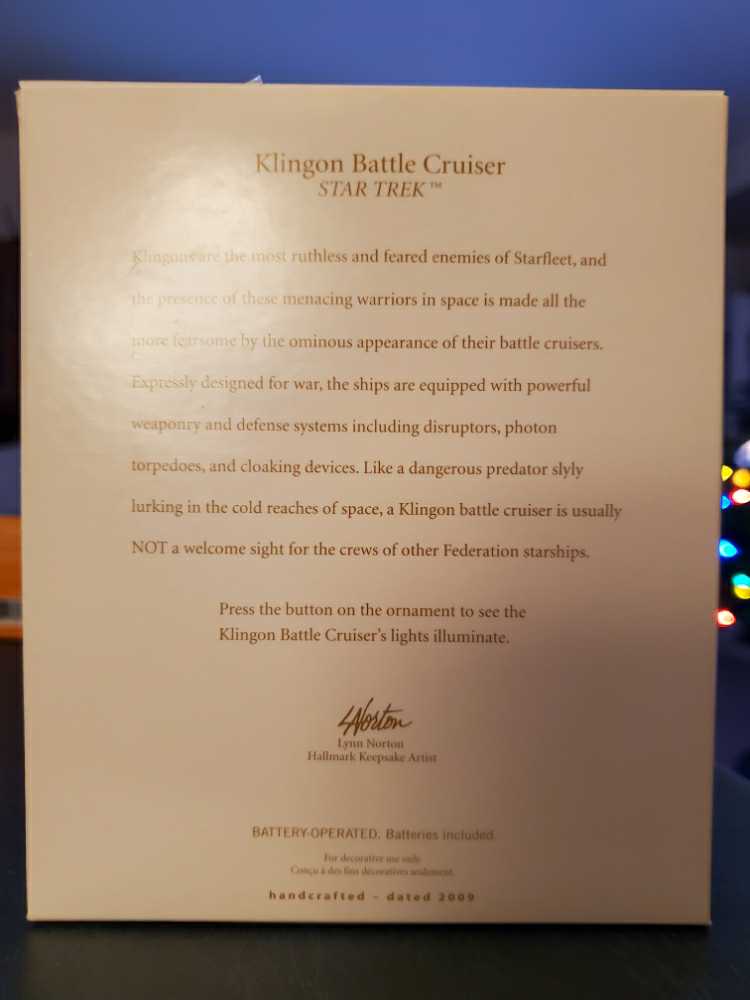 Klingon Battle Cruiser
STAR TREK™
Klingons are the most ruthless and feared enemies of Starfleet, and
the presence of these menacing warriors in space is made all the
more fearsome by the ominous appearance of their battle cruisers.
Expressly designed for war, the ships are equipped with powerful
weaponry and defense systems including disruptors, photon
torpedoes, and cloaking devices. Like a dangerous predator slyly
lurking in the cold reaches of space, a Klingon battle cruiser is usually
NOT a welcome sight for the crews of other Federation starships.
Press the button on the ornament to see the
Klingon Battle Cruiser's lights illuminate.
LNorton
Lynn Norton
Hallmark Keepsake Artist
BATTERY-OPERATED. Batteries included.
For decorative use only.
Conçu à des fins décoratives seulement.
handcrafted – dated 2009